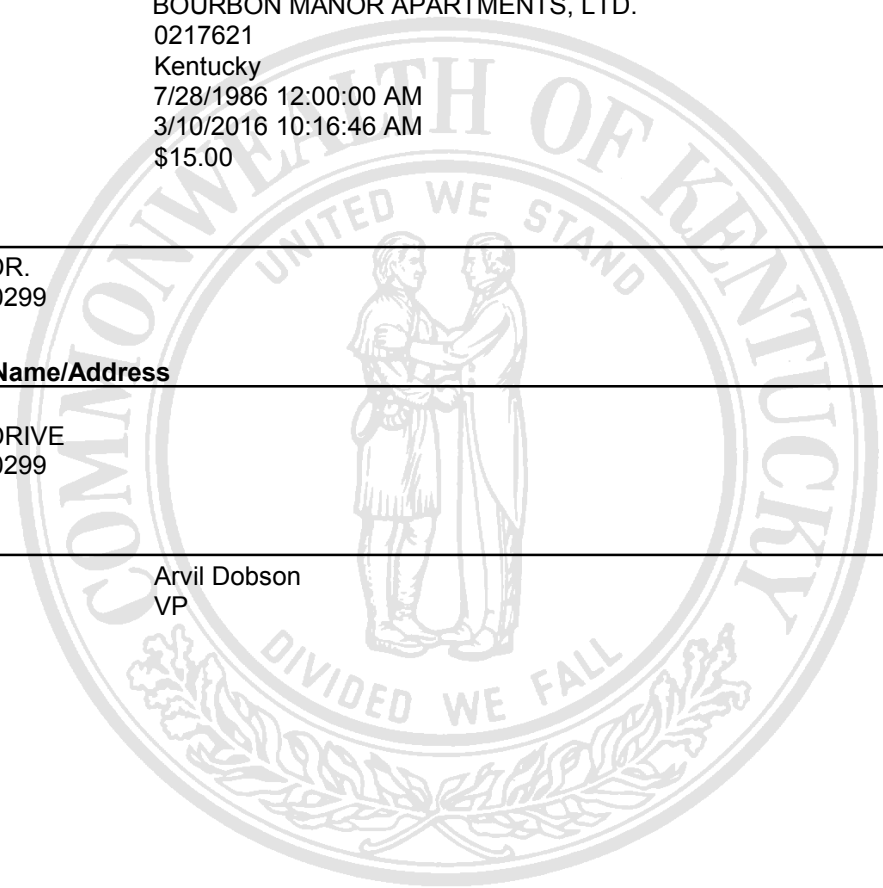 BOURBON MANOR APARTMENTS, LTD.
0217621
Kentucky
7/28/1986 12:00:00 AM
3/10/2016 10:16:46 AM
$15.00
COMMONWEALTH OF KENTUCKY
UNITED WE STAND
DR.
0299
Name/Address
DRIVE
0299
Arvil Dobson
VP
DIVIDED WE FALL